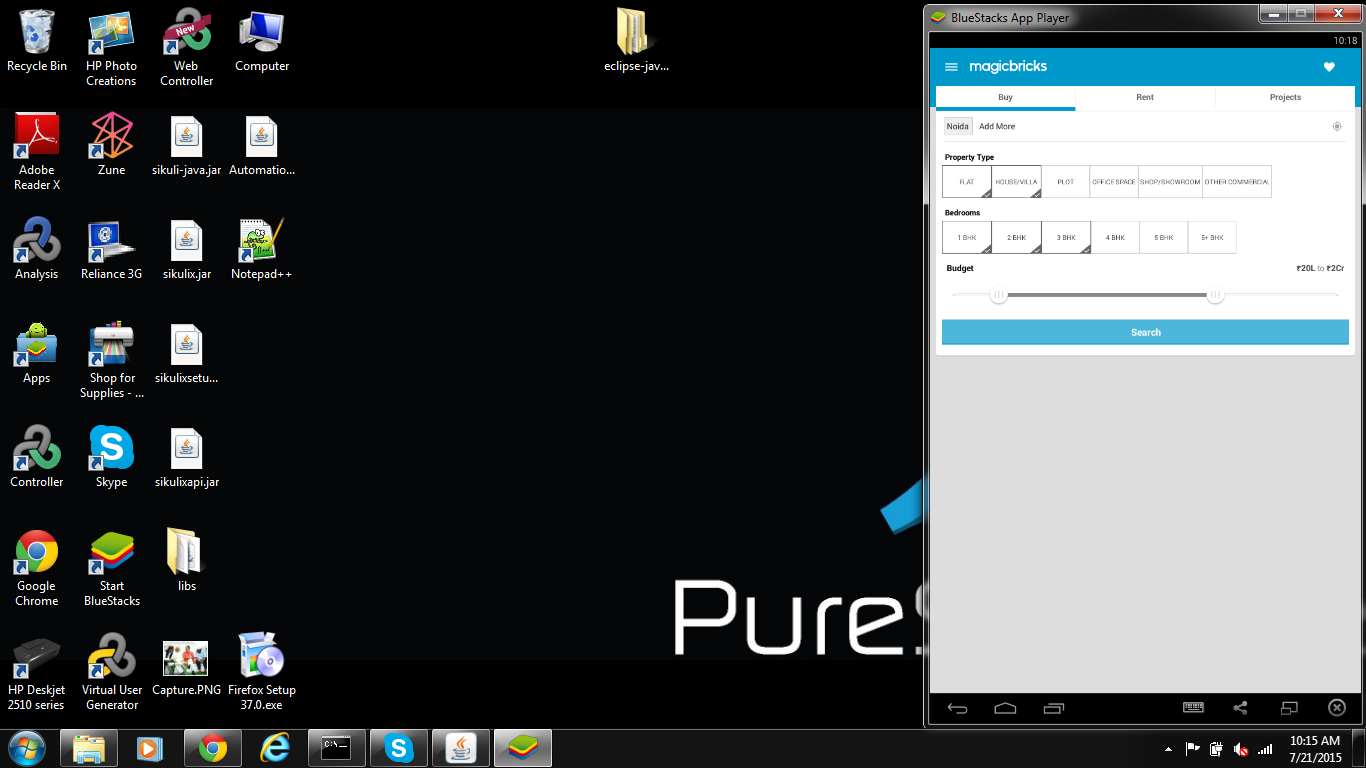 Recycle Bin
HP Photo
Creations
Web
Controller
New
Computer
eclipse-jav...
Adobe
Reader X
Zune
sikuli-java.jar
Automatio...
Analysis
Reliance 3G
sikulix.jar
Notepad++
Apps
Shop for
Supplies - ...
sikulixsetu...
Controller
Skype
sikulixapi.jar
Google
Chrome
Start
BlueStacks
libs
HP Deskjet
2510 series
Virtual User
Generator
Capture.PNG
Firefox Setup
37.0.exe
Pure
BlueStacks App Player
10:18
magicbricks
Buy
Rent
Projects
Noida
Add More
Property Type
FLAT
HOUSE/VILLA
PLOT
OFFICE SPACE
SHOP/SHOWROOM
OTHER COMMERCIAL
Bedrooms
1 BHK
2 BHK
3 BHK
4 BHK
5 BHK
5+ BHK
Budget
₹20L to ₹2Cr
Search
C:\.
10:15 AM
7/21/2015